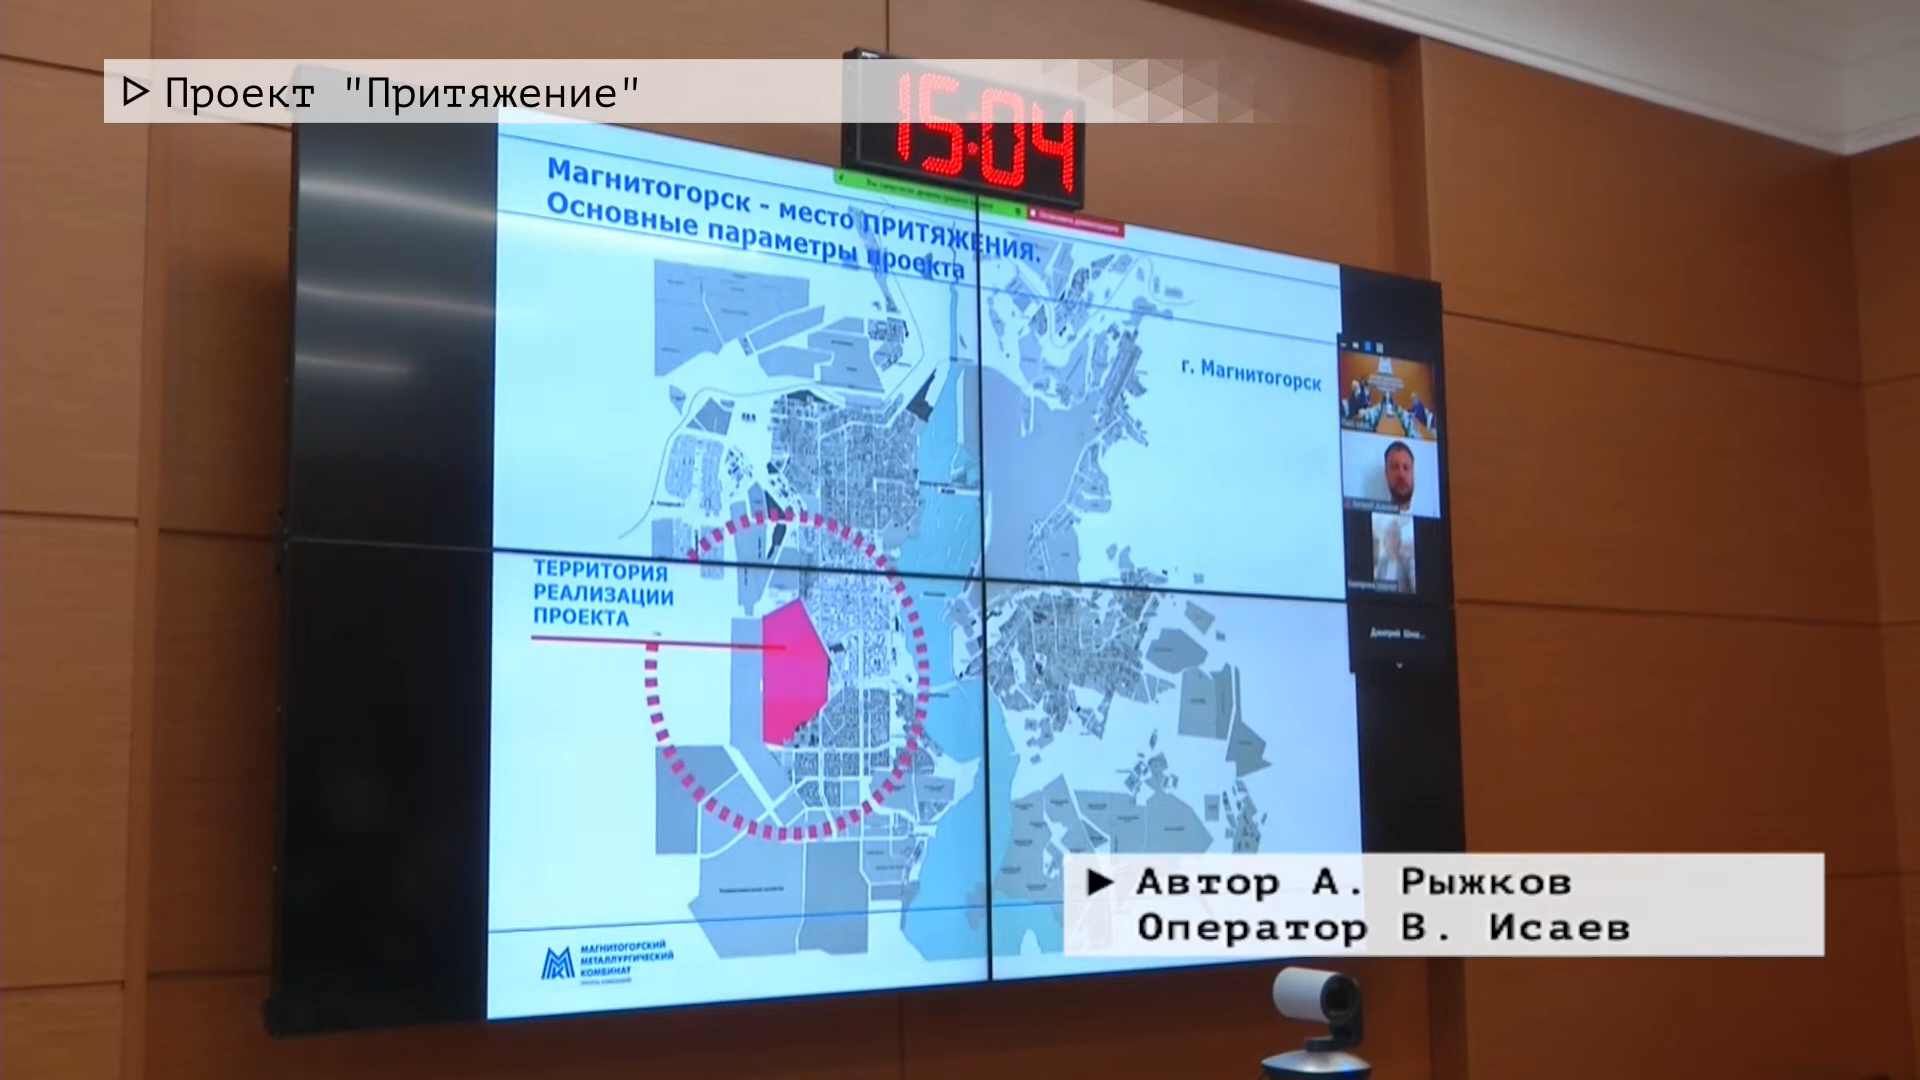 Проект "Притяжение"
15:04
Магнитогорск - место ПРИТЯЖЕНИЯ.
Основные параметры проекта
г. Магнитогорск
ТЕРРИТОРИЯ
РЕАЛИЗАЦИИ
ПРОЕКТА
Дмитрий
Автор А. Рыжков
Оператор В. Исаев
МАГНИТОГОРСКИЙ
МЕТАЛЛУРГИЧЕСКИЙ
КОМБИНАТ